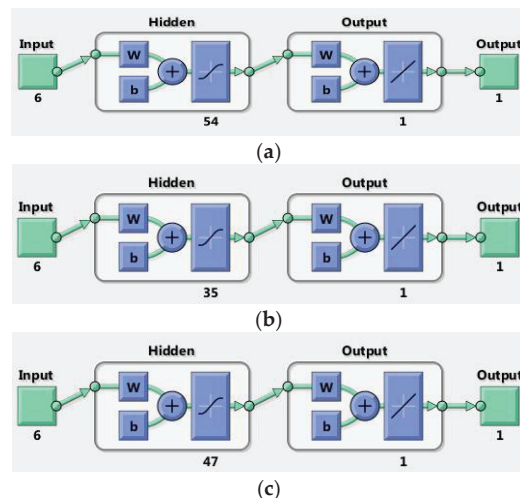 Hidden Output
Input Output
W W
b b
6 54 1 1
(a)
Hidden Output
Input Output
W W
b b
6 35 1 1
(b)
Hidden Output
Input Output
W W
b b
6 47 1 1
(c)